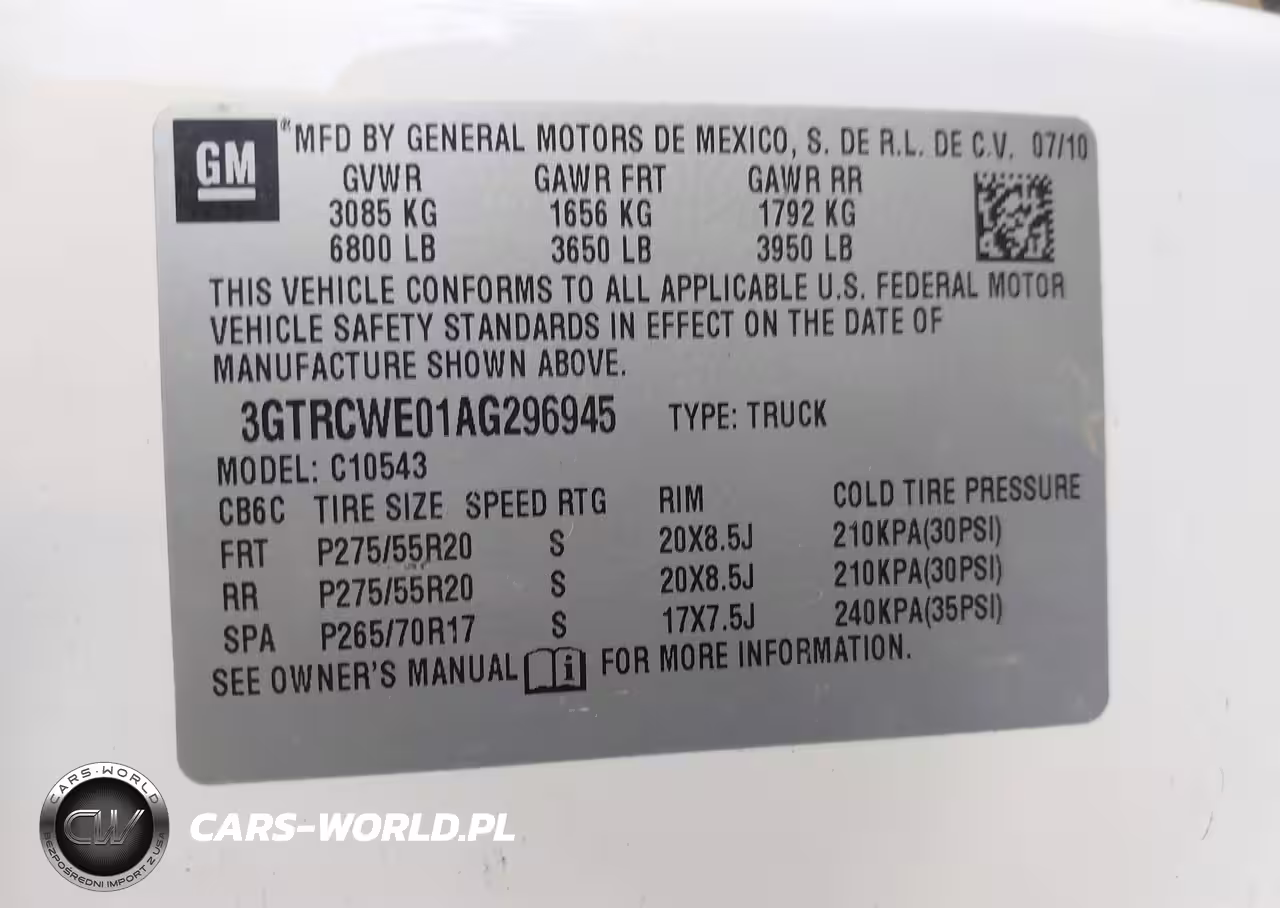 GM
® MFD BY GENERAL MOTORS DE MEXICO, S. DE R.L. DE C.V. 07/10
GVWR GAWR FRT GAWR RR
3085 KG 1656 KG 1792 KG
6800 LB 3650 LB 3950 LB
THIS VEHICLE CONFORMS TO ALL APPLICABLE U.S. FEDERAL MOTOR
VEHICLE SAFETY STANDARDS IN EFFECT ON THE DATE OF
MANUFACTURE SHOWN ABOVE.
3GTRCWE01AG296945 TYPE: TRUCK
MODEL: C10543
CB6C TIRE SIZE SPEED RTG RIM COLD TIRE PRESSURE
FRT P275/55R20 S 20X8.5J 210KPA(30PSI)
RR P275/55R20 S 20X8.5J 210KPA(30PSI)
SPA P265/70R17 S 17X7.5J 240KPA(35PSI)
SEE OWNER'S MANUAL i FOR MORE INFORMATION.
CARS-WORLD
CW
BEZPOŚREDNI IMPORT Z USA
CARS-WORLD.PL